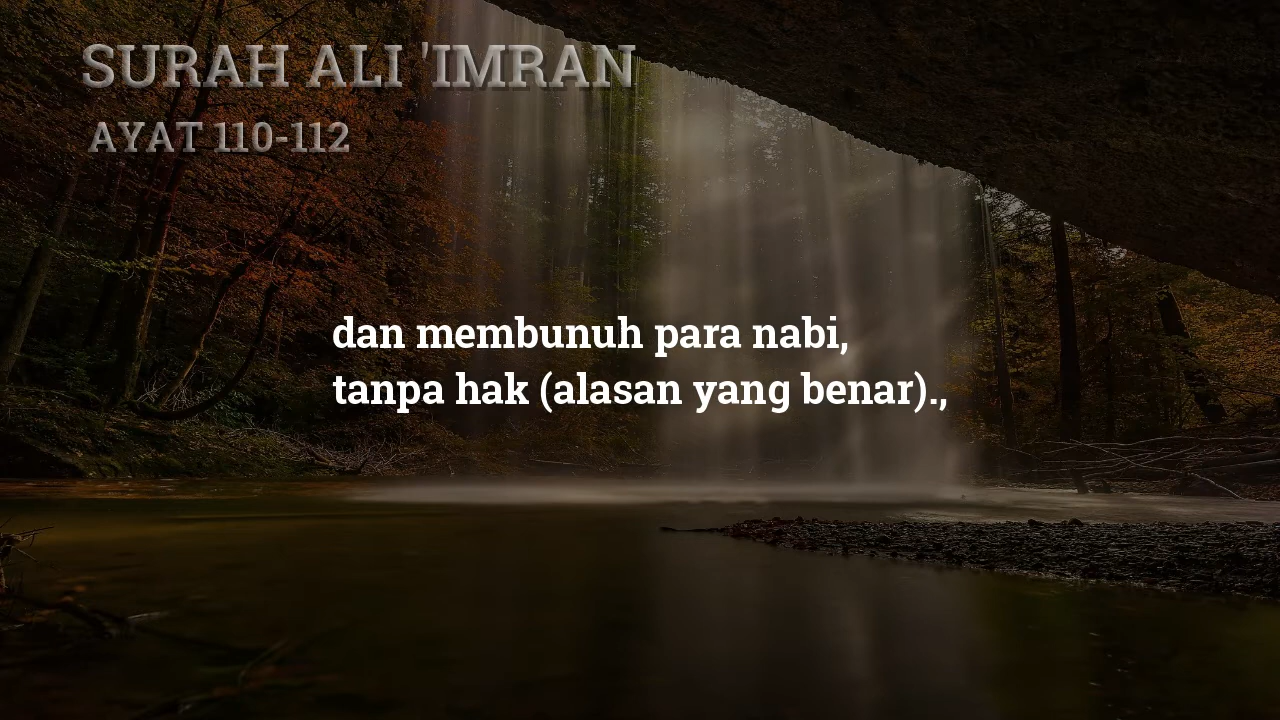 SURAH ALI 'IMRAN
AYAT 110-112
dan membunuh para nabi,
tanpa hak (alasan yang benar).,